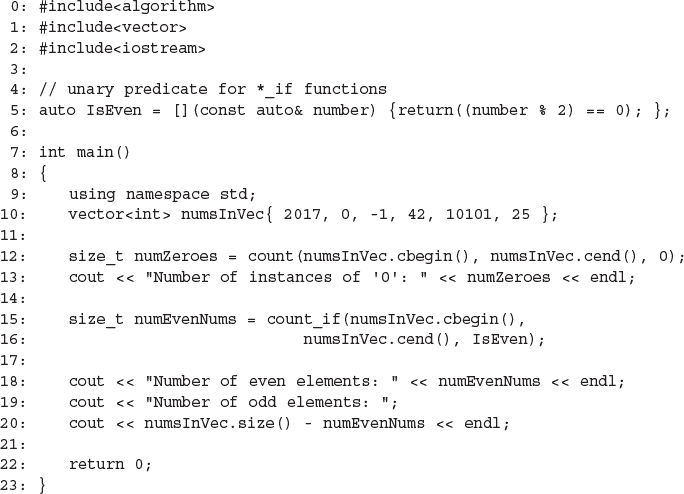 0: #include<algorithm>
1: #include<vector>
2: #include<iostream>
3:
4: // unary predicate for *_if functions
5: auto IsEven = [](const auto& number) {return((number % 2) == 0); };
6:
7: int main()
8: {
9:    using namespace std;
10:    vector<int> numsInVec{ 2017, 0, -1, 42, 10101, 25 };
11:
12:    size_t numZeroes = count(numsInVec.cbegin(), numsInVec.cend(), 0);
13:    cout << "Number of instances of '0': " << numZeroes << endl;
14:
15:    size_t numEvenNums = count_if(numsInVec.cbegin(),
16:                           numsInVec.cend(), IsEven);
17:
18:    cout << "Number of even elements: " << numEvenNums << endl;
19:    cout << "Number of odd elements: ";
20:    cout << numsInVec.size() - numEvenNums << endl;
21:
22:    return 0;
23: }